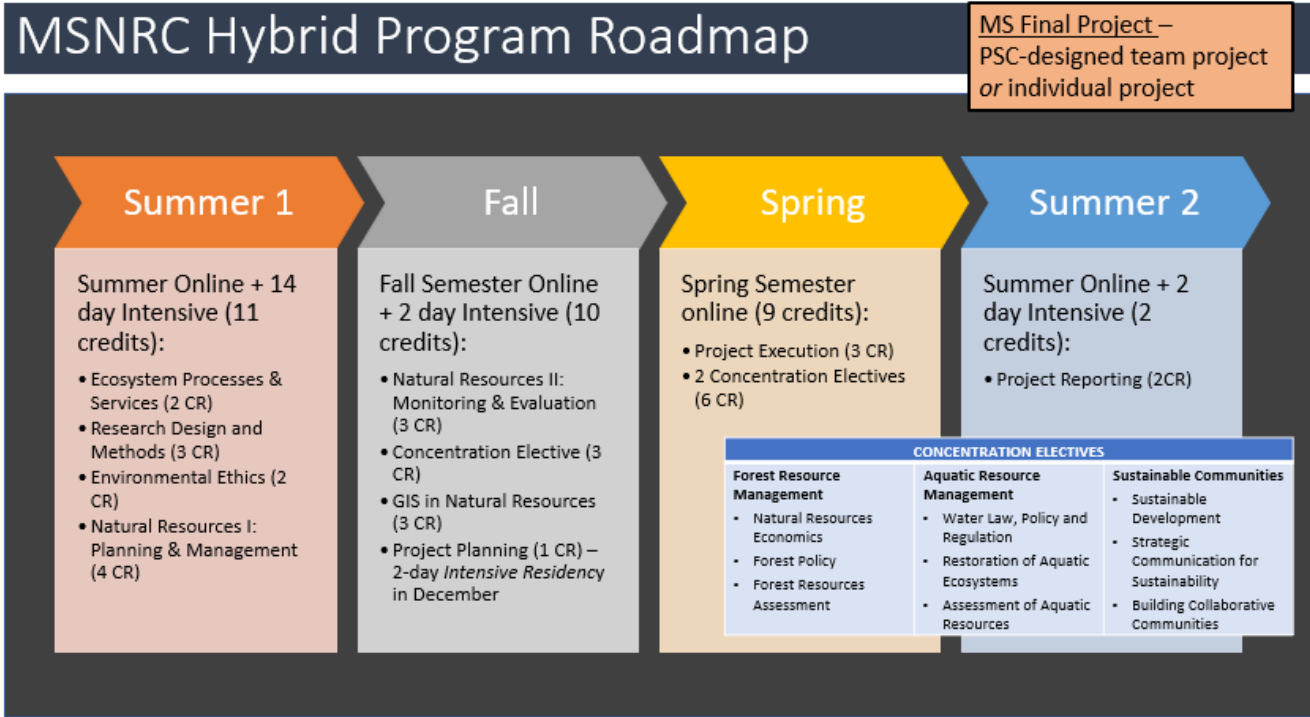 MSNRC Hybrid Program Roadmap
MS Final Project –
PSC-designed team project
or individual project
Summer 1
Summer Online + 14
day Intensive (11
credits):
• Ecosystem Processes &
Services (2 CR)
• Research Design and
Methods (3 CR)
• Environmental Ethics (2
CR)
• Natural Resources I:
Planning & Management
(4 CR)
Fall
Fall Semester Online
+ 2 day Intensive (10
credits):
• Natural Resources II:
Monitoring & Evaluation
(3 CR)
• Concentration Elective (3
CR)
• GIS in Natural Resources
(3 CR)
• Project Planning (1 CR) –
2-day Intensive Residency
in December
Spring
Spring Semester
online (9 credits):
• Project Execution (3 CR)
• 2 Concentration Electives
(6 CR)
Summer 2
Summer Online + 2
day Intensive (2
credits):
• Project Reporting (2CR)
CONCENTRATION ELECTIVES
Forest Resource
Management
▪ Natural Resources
Economics
▪ Forest Policy
▪ Forest Resources
Assessment
Aquatic Resource
Management
▪ Water Law, Policy and
Regulation
▪ Restoration of Aquatic
Ecosystems
▪ Assessment of Aquatic
Resources
Sustainable Communities
▪ Sustainable
Development
▪ Strategic
Communication for
Sustainability
▪ Building Collaborative
Communities